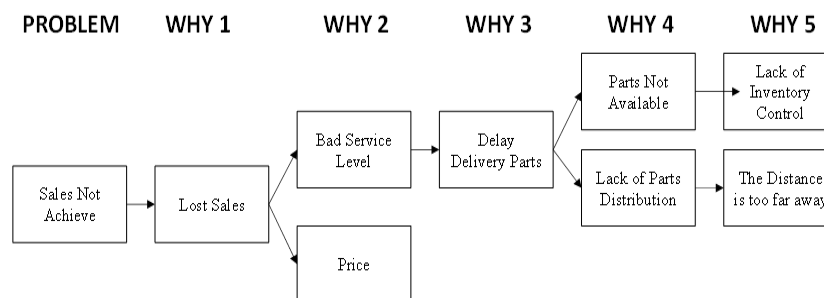 PROBLEM
WHY 1
WHY 2
WHY 3
WHY 4
WHY 5
Sales Not
Achieve
Lost Sales
Bad Service
Level
Price
Delay
Delivery Parts
Parts Not
Available
Lack of Parts
Distribution
Lack of
Inventory
Control
The Distance
is too far away